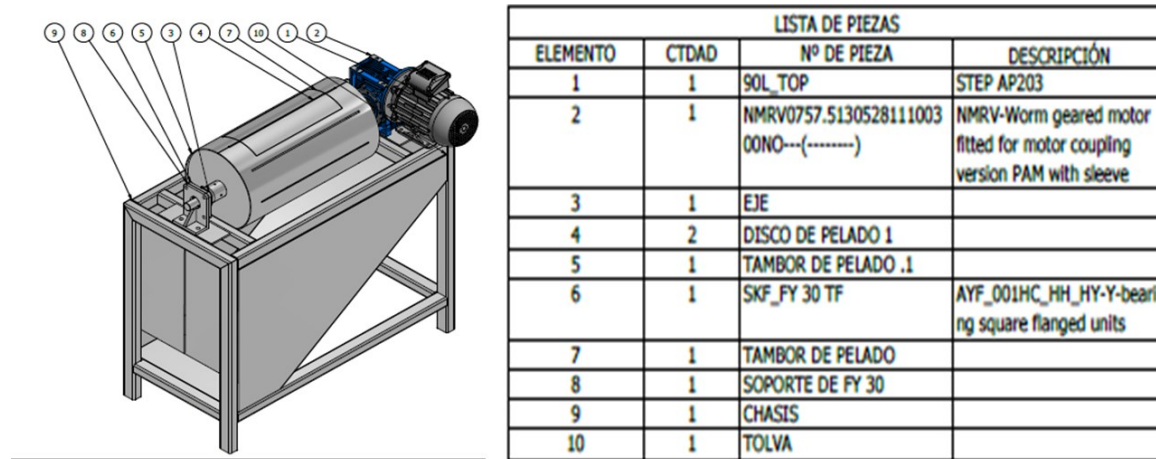 9 8 6 5 3 4 7 10 1 2
LISTA DE PIEZAS
ELEMENTO CTDAD Nº DE PIEZA DESCRIPCIÓN
1 1 90L_TOP STEP AP203
2 1 NMRV0757.5130528111003 NMRV-Worm geared motor
00NO---(--------) fitted for motor coupling
version PAM with sleeve
3 1 EJE
4 2 DISCO DE PELADO 1
5 1 TAMBOR DE PELADO .1
6 1 SKF_FY 30 TF AYF_001HC_HH_HY-Y-beari
ng square flanged units
7 1 TAMBOR DE PELADO
8 1 SOPORTE DE FY 30
9 1 CHASIS
10 1 TOLVA